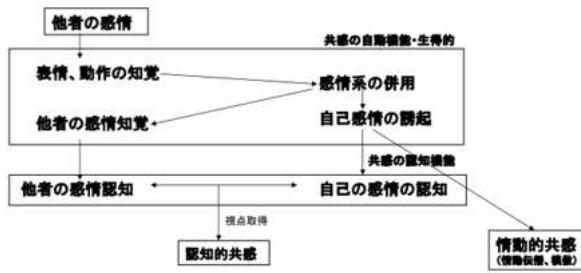 他者の感情
共感の自動機能・生得的
表情、動作の知覚
感情系の併用
他者の感情知覚
自己感情の誘起
共感の認知機能
他者の感情認知
自己の感情の認知
視点取得
認知的共感
情動的共感
(情動伝播、模倣)